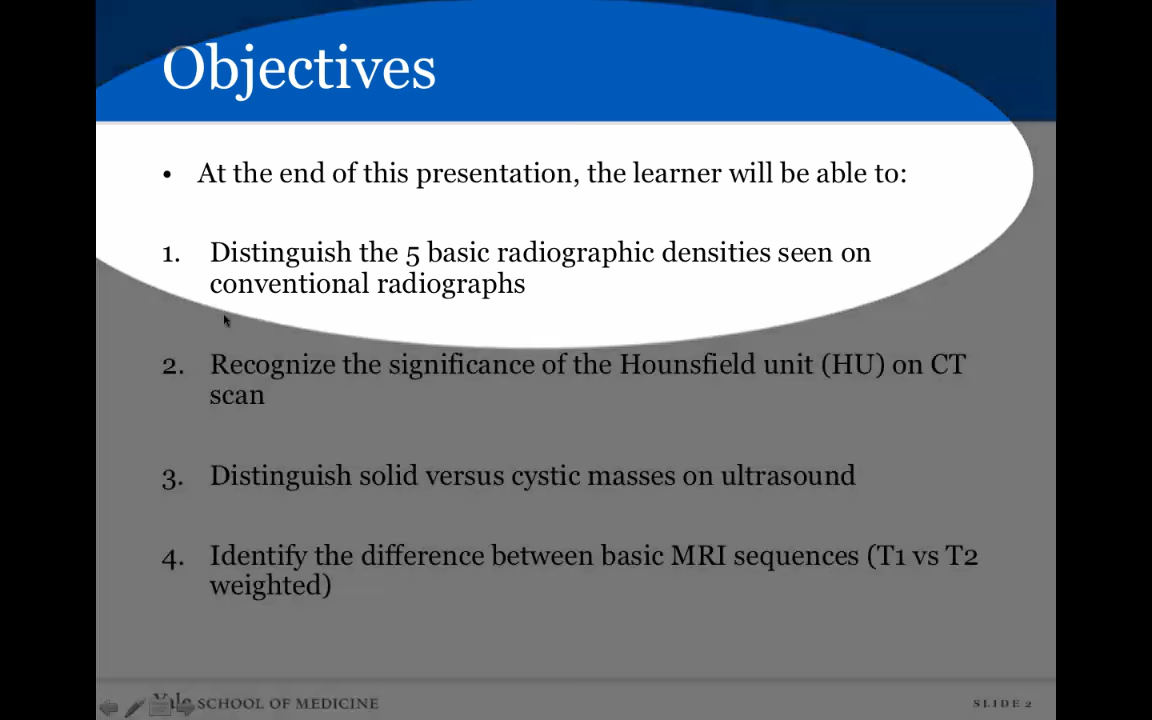 Objectives
• At the end of this presentation, the learner will be able to:
1. Distinguish the 5 basic radiographic densities seen on
conventional radiographs
2. Recognize the significance of the Hounsfield unit (HU) on CT
scan
3. Distinguish solid versus cystic masses on ultrasound
4. Identify the difference between basic MRI sequences (T1 vs T2
weighted)
Yale SCHOOL OF MEDICINE
SLIDE 2